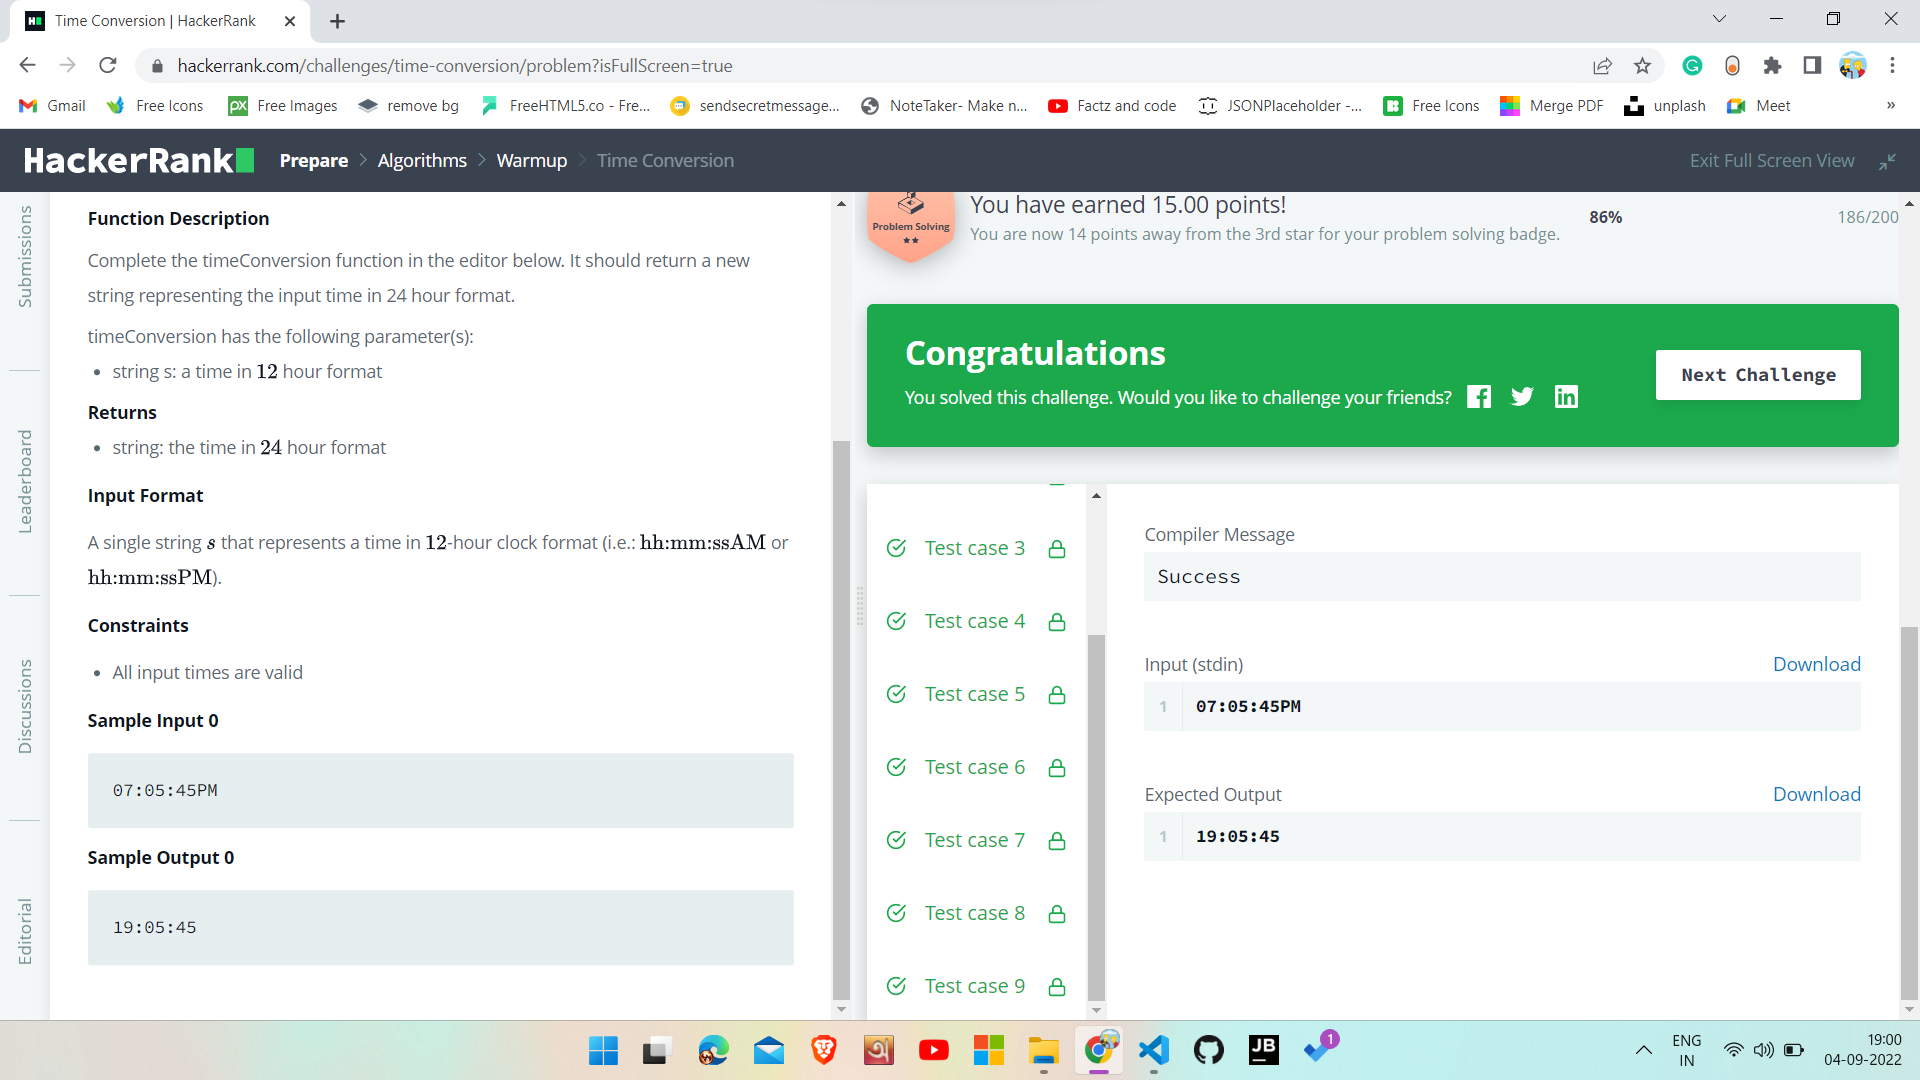 Time Conversion | HackerRank
hackerrank.com/challenges/time-conversion/problem?isFullScreen=true
Gmail
Free Icons
Free Images
remove bg
FreeHTML5.co - Fre...
sendsecretmessage...
NoteTaker- Make n...
Factz and code
JSONPlaceholder -...
Free Icons
Merge PDF
unplash
Meet
»
HackerRank
Prepare
Algorithms
Warmup
Time Conversion
Exit Full Screen View
Submissions
Leaderboard
Discussions
Editorial
Function Description
Complete the timeConversion function in the editor below. It should return a new
string representing the input time in 24 hour format.
timeConversion has the following parameter(s):
• string s: a time in 12 hour format
Returns
• string: the time in 24 hour format
Input Format
A single string s that represents a time in 12-hour clock format (i.e.: hh:mm:ssAM or
hh:mm:ssPM).
Constraints
• All input times are valid
Sample Input 0
07:05:45PM
Sample Output 0
19:05:45
Problem Solving
You have earned 15.00 points!
You are now 14 points away from the 3rd star for your problem solving badge.
86%
186/200
Congratulations
You solved this challenge. Would you like to challenge your friends?
Next Challenge
Test case 3
Test case 4
Test case 5
Test case 6
Test case 7
Test case 8
Test case 9
Compiler Message
Success
Input (stdin)
Download
1 07:05:45PM
Expected Output
Download
1 19:05:45
JB
1
ENG
IN
19:00
04-09-2022